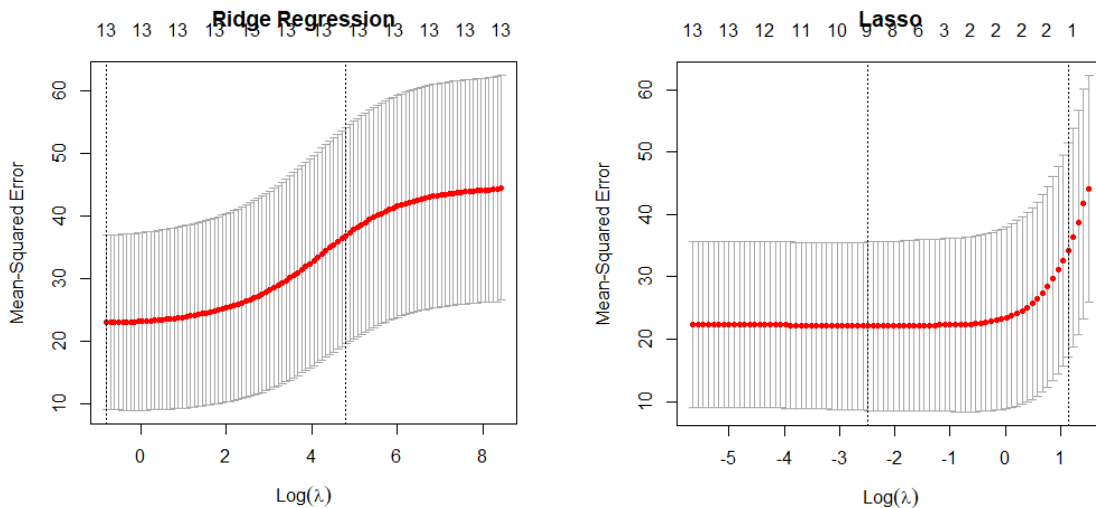 Ridge Regression
13 13 13 13 13 13 13 13 13 13 13 13
Mean-Squared Error
60
50
40
30
20
10
0 2 4 6 8
Log(λ)
Lasso
13 13 12 11 10 9 8 6 3 2 2 2 2 1
Mean-Squared Error
60
50
40
30
20
10
-5 -4 -3 -2 -1 0 1
Log(λ)